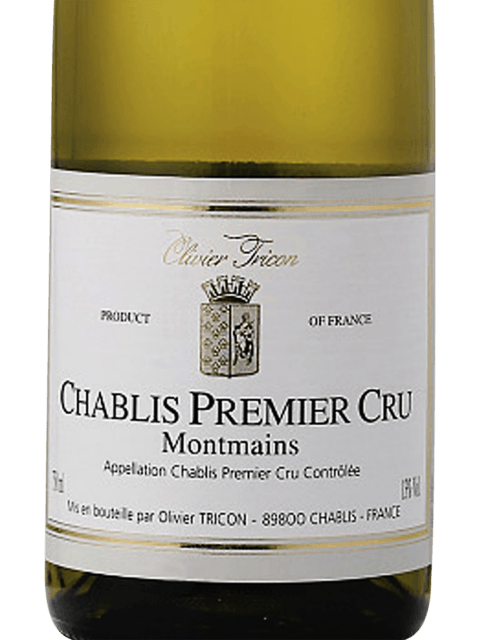 Olivier Tricon
PRODUCT OF FRANCE
CHABLIS PREMIER CRU
Montmains
Appellation Chablis Premier Cru Contrôlée
Mis en bouteille par Olivier TRICON - 89800 CHABLIS - FRANCE